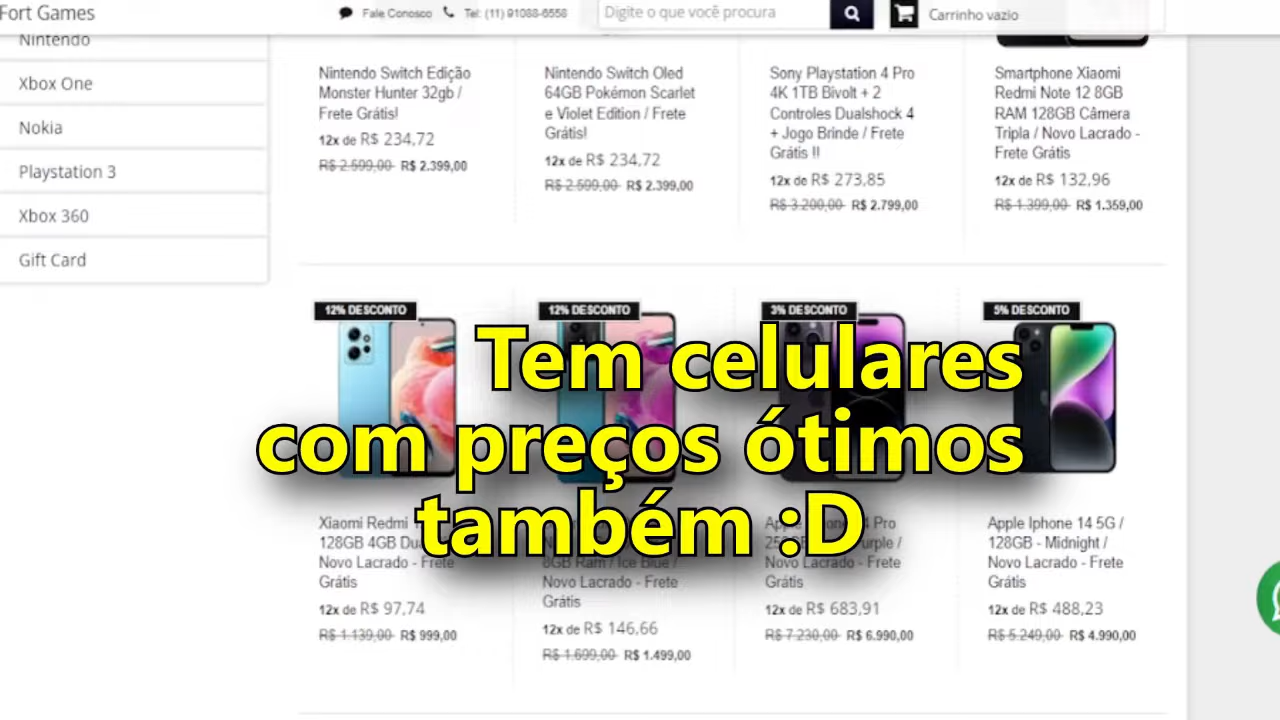 Fort Games
Fale Conosco
Tel: (11) 91088-6558
Digite o que você procura
Carrinho vazio
Nintendo
Xbox One
Nokia
Playstation 3
Xbox 360
Gift Card
Nintendo Switch Edição
Monster Hunter 32gb /
Frete Grátis!
12x de R$ 234,72
R$ 2.599,00 R$ 2.399,00
Nintendo Switch Oled
64GB Pokémon Scarlet
e Violet Edition / Frete
Grátis!
12x de R$ 234,72
R$ 2.599,00 R$ 2.399,00
Sony Playstation 4 Pro
4K 1TB Bivolt + 2
Controles Dualshock 4
+ Jogo Brinde / Frete
Grátis !!
12x de R$ 273,85
R$ 3.200,00 R$ 2.799,00
Smartphone Xiaomi
Redmi Note 12 8GB
RAM 128GB Câmera
Tripla / Novo Lacrado -
Frete Grátis
12x de R$ 132,96
R$ 1.399,00 R$ 1.359,00
12% DESCONTO
12% DESCONTO
3% DESCONTO
5% DESCONTO
Tem celulares
com preços ótimos
também :D
Xiaomi Redmi
128GB 4GB
Novo Lacrado - Frete
Grátis
12x de R$ 97,74
R$ 1.139,00 R$ 999,00
8GB Ram / Ice Blue /
Novo Lacrado - Frete
Grátis
12x de R$ 146,66
R$ 1.699,00 R$ 1.499,00
Pro
Purple /
Novo Lacrado - Frete
Grátis
12x de R$ 683,91
R$ 7.230,00 R$ 6.990,00
Apple Iphone 14 5G /
128GB - Midnight /
Novo Lacrado - Frete
Grátis
12x de R$ 488,23
R$ 5.249,00 R$ 4.990,00